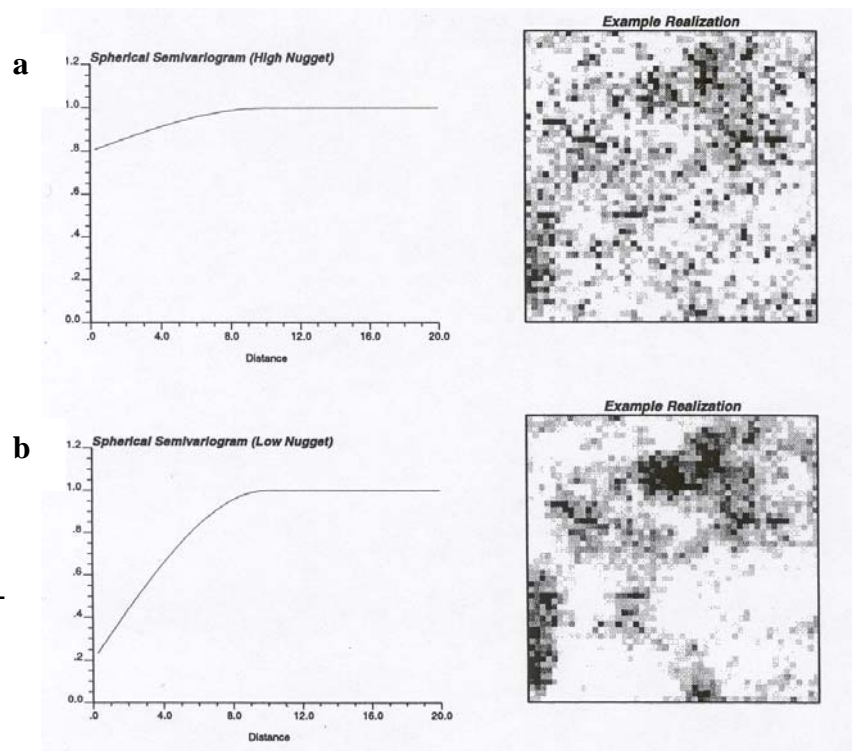 Example Realization
a
Spherical Semivariogram (High Nugget)
1.2
1.0
.8
.6
.4
.2
0.0
.0 4.0 8.0 12.0 16.0 20.0
Distance
Example Realization
b
Spherical Semivariogram (Low Nugget)
1.2
1.0
.8
.6
.4
.2
0.0
.0 4.0 8.0 12.0 16.0 20.0
Distance